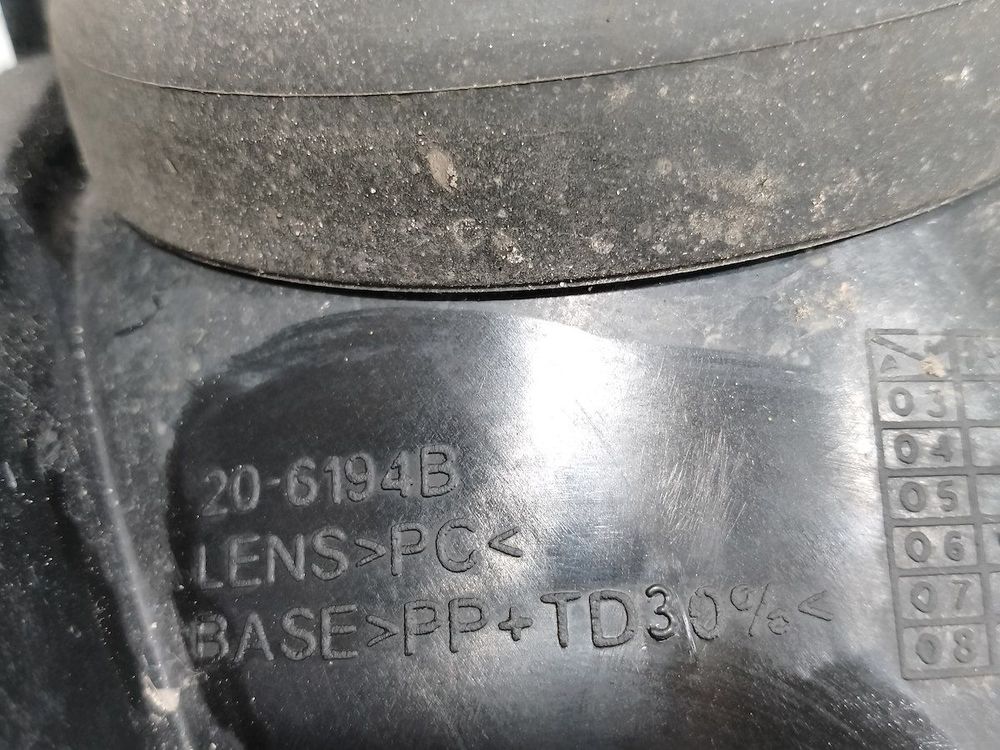 20-6194B
LENS>PC<
BASE>PP+TD30%<
03
04
05
06
07
08